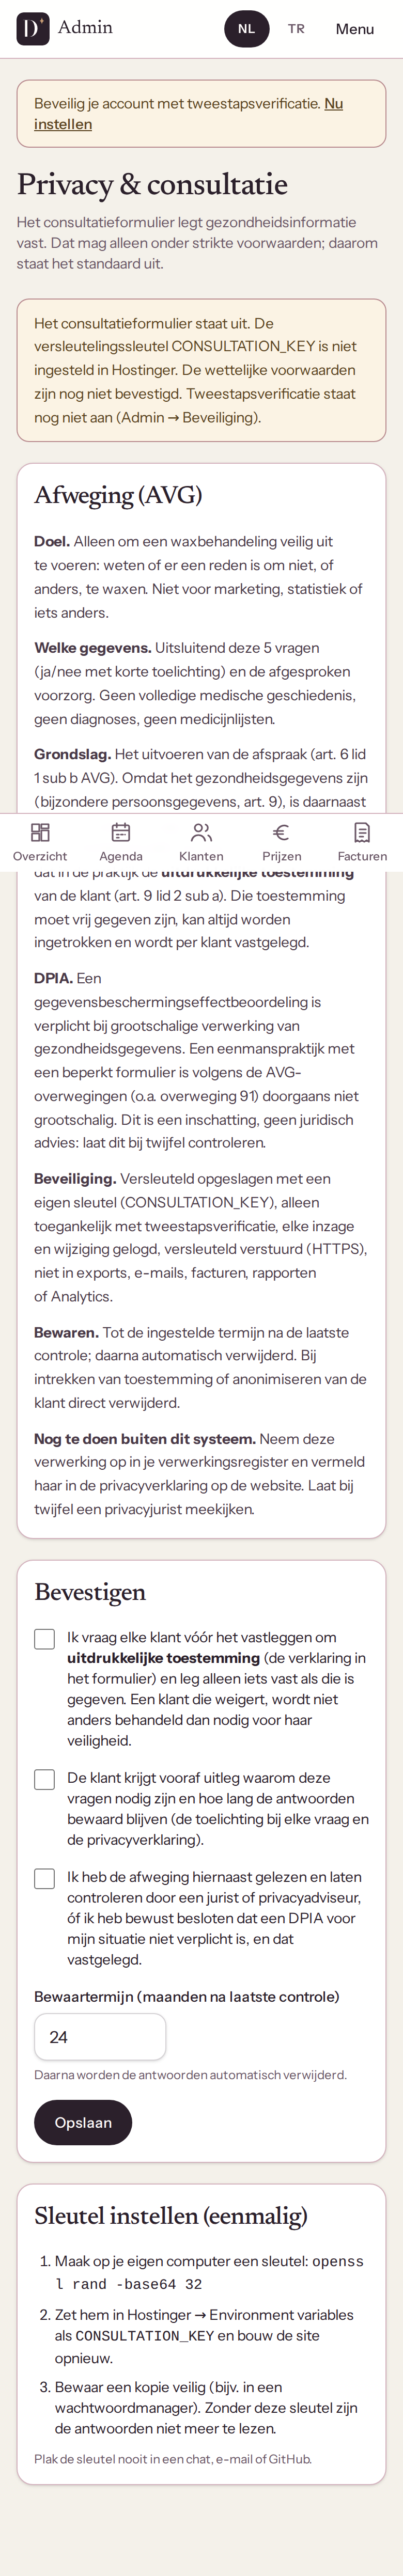 D Admin NL TR Menu
Beveilig je account met tweestapsverificatie. Nu
instellen
Privacy & consultatie
Het consultatieformulier legt gezondheidsinformatie
vast. Dat mag alleen onder strikte voorwaarden; daarom
staat het standaard uit.
Het consultatieformulier staat uit. De
versleutelingssleutel CONSULTATION_KEY is niet
ingesteld in Hostinger. De wettelijke voorwaarden
zijn nog niet bevestigd. Tweestapsverificatie staat
nog niet aan (Admin → Beveiliging).
Afweging (AVG)
Doel. Alleen om een waxbehandeling veilig uit
te voeren: weten of er een reden is om niet, of
anders, te waxen. Niet voor marketing, statistiek of
iets anders.
Welke gegevens. Uitsluitend deze 5 vragen
(ja/nee met korte toelichting) en de afgesproken
voorzorg. Geen volledige medische geschiedenis,
geen diagnoses, geen medicijnlijsten.
Grondslag. Het uitvoeren van de afspraak (art. 6 lid
1 sub b AVG). Omdat het gezondheidsgegevens zijn
(bijzondere persoonsgegevens, art. 9), is daarnaast
Overzicht Agenda Klanten Prijzen Facturen
dat in de praktijk de uitdrukkelijke toestemming
van de klant (art. 9 lid 2 sub a). Die toestemming
moet vrij gegeven zijn, kan altijd worden
ingetrokken en wordt per klant vastgelegd.
DPIA. Een
gegevensbeschermingseffectbeoordeling is
verplicht bij grootschalige verwerking van
gezondheidsgegevens. Een eenmanspraktijk met
een beperkt formulier is volgens de AVG-
overwegingen (o.a. overweging 91) doorgaans niet
grootschalig. Dit is een inschatting, geen juridisch
advies: laat dit bij twijfel controleren.
Beveiliging. Versleuteld opgeslagen met een
eigen sleutel (CONSULTATION_KEY), alleen
toegankelijk met tweestapsverificatie, elke inzage
en wijziging gelogd, versleuteld verstuurd (HTTPS),
niet in exports, e-mails, facturen, rapporten
of Analytics.
Bewaren. Tot de ingestelde termijn na de laatste
controle; daarna automatisch verwijderd. Bij
intrekken van toestemming of anonimiseren van de
klant direct verwijderd.
Nog te doen buiten dit systeem. Neem deze
verwerking op in je verwerkingsregister en vermeld
haar in de privacyverklaring op de website. Laat bij
twijfel een privacyjurist meekijken.
Bevestigen
Ik vraag elke klant vóór het vastleggen om
uitdrukkelijke toestemming (de verklaring in
het formulier) en leg alleen iets vast als die is
gegeven. Een klant die weigert, wordt niet
anders behandeld dan nodig voor haar
veiligheid.
De klant krijgt vooraf uitleg waarom deze
vragen nodig zijn en hoe lang de antwoorden
bewaard blijven (de toelichting bij elke vraag en
de privacyverklaring).
Ik heb de afweging hiernaast gelezen en laten
controleren door een jurist of privacyadviseur,
óf ik heb bewust besloten dat een DPIA voor
mijn situatie niet verplicht is, en dat
vastgelegd.
Bewaartermijn (maanden na laatste controle)
24
Daarna worden de antwoorden automatisch verwijderd.
Opslaan
Sleutel instellen (eenmalig)
1. Maak op je eigen computer een sleutel: openss
l rand -base64 32
2. Zet hem in Hostinger → Environment variables
als CONSULTATION_KEY en bouw de site
opnieuw.
3. Bewaar een kopie veilig (bijv. in een
wachtwoordmanager). Zonder deze sleutel zijn
de antwoorden niet meer te lezen.
Plak de sleutel nooit in een chat, e-mail of GitHub.